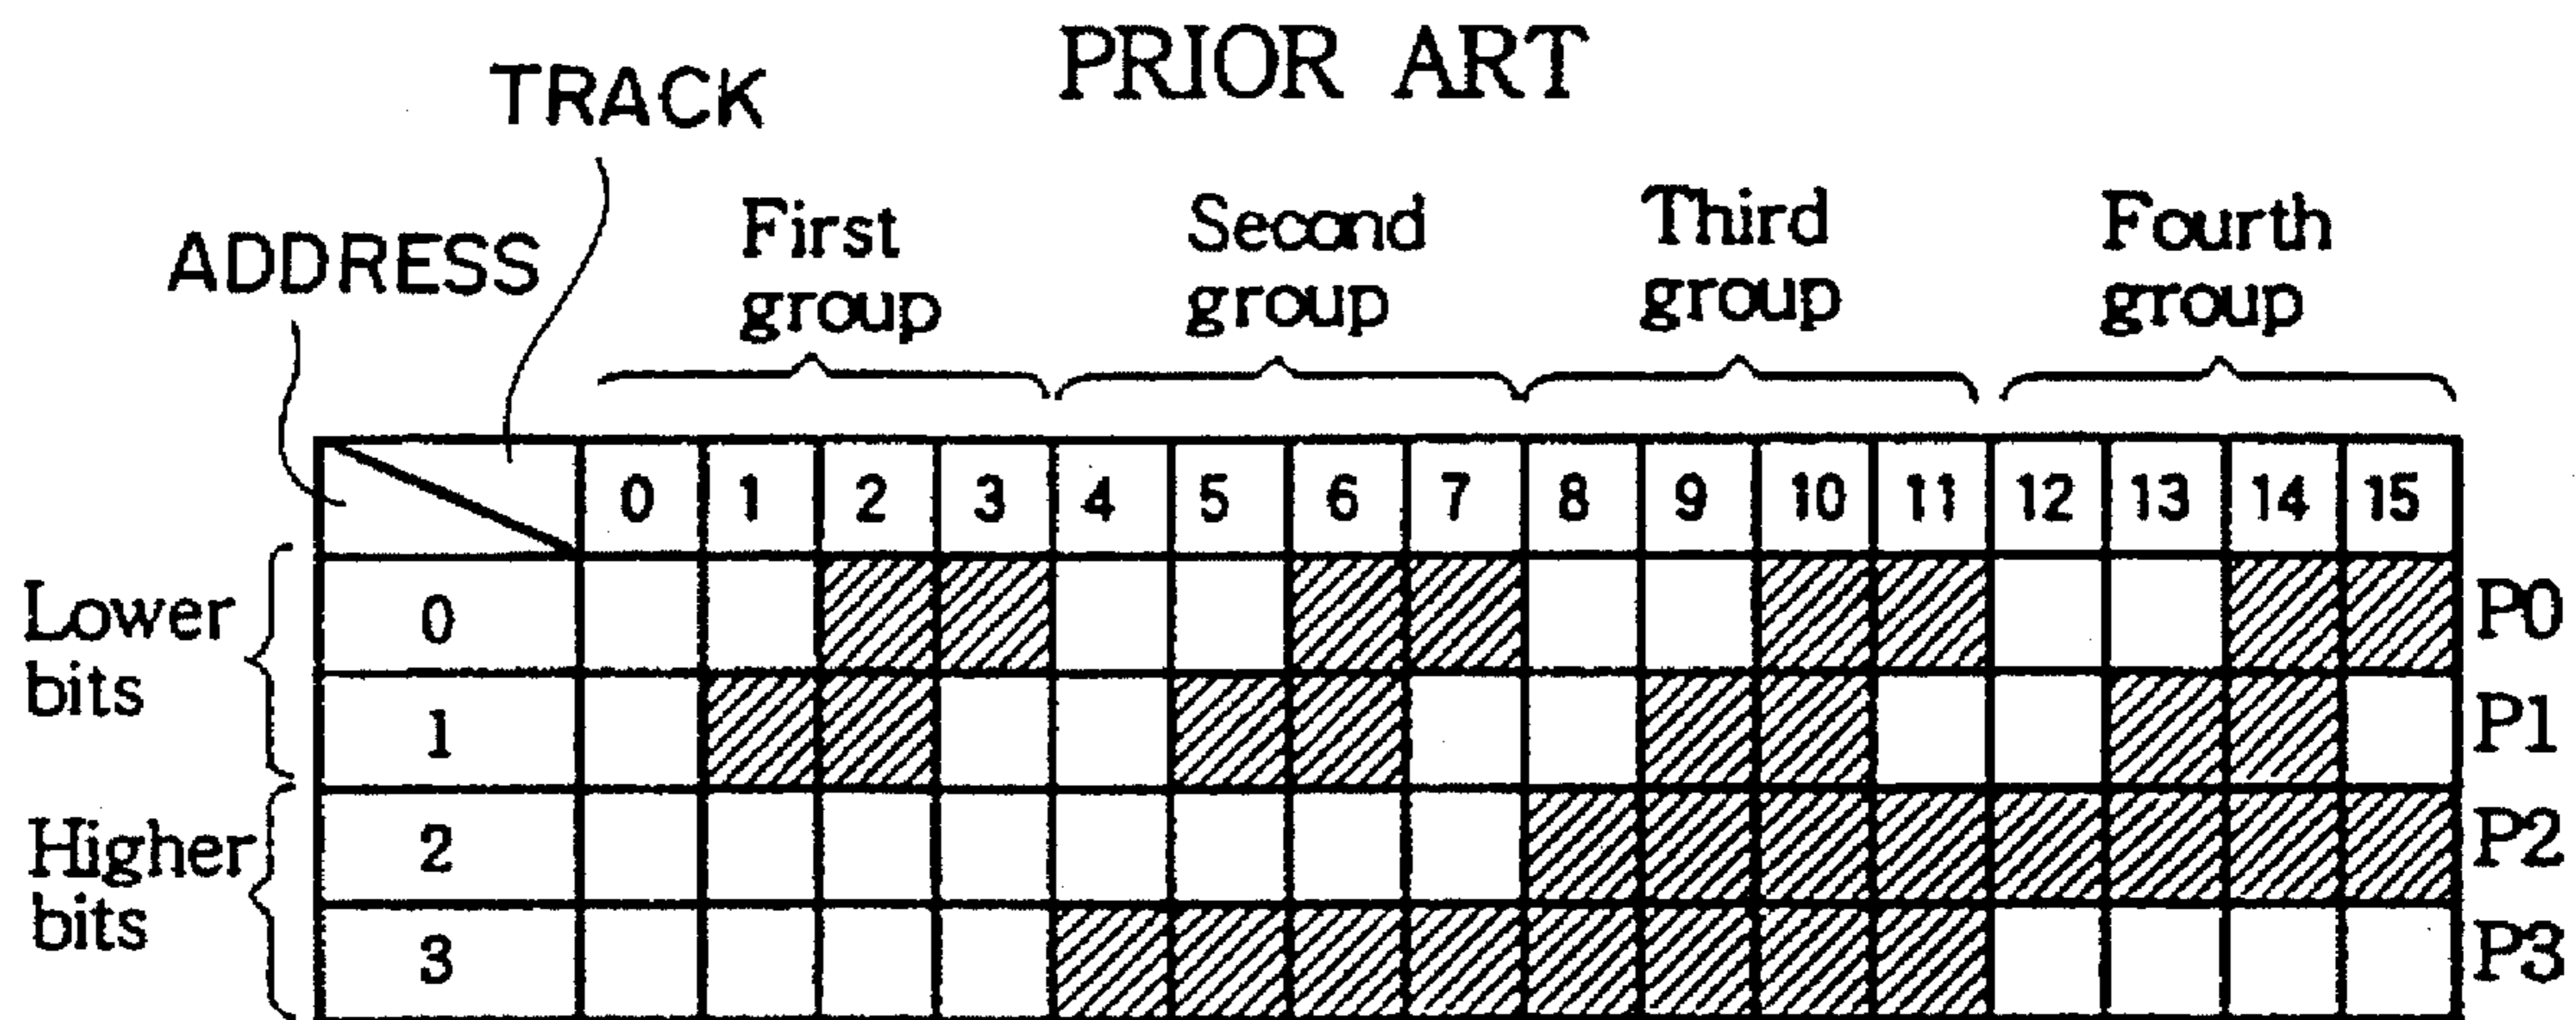 PRIOR ART
TRACK
ADDRESS
First
group
Second
group
Third
group
Fourth
group
0 1 2 3 4 5 6 7 8 9 10 11 12 13 14 15
Lower
bits
0 P0
1 P1
Higher
bits
2 P2
3 P3